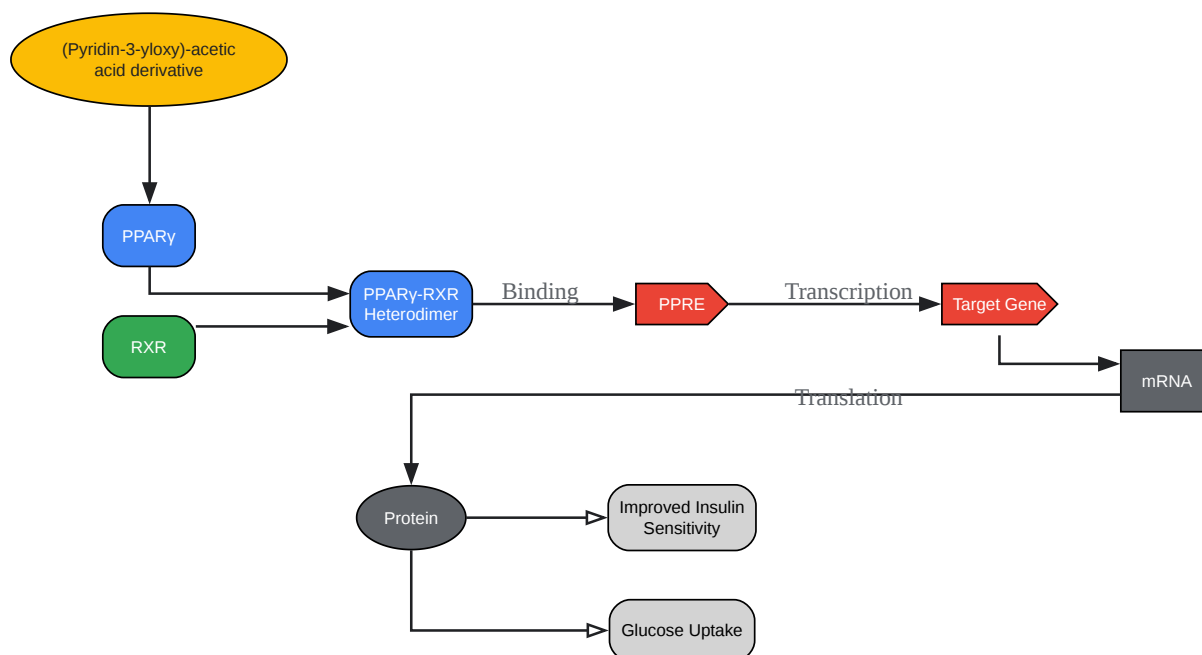 (Pyridin-3-yloxy)-acetic
acid derivative
PPARγ
RXR
PPARγ-RXR
Heterodimer
Binding
PPRE
Transcription
Target Gene
mRNA
Translation
Protein
Improved Insulin
Sensitivity
Glucose Uptake